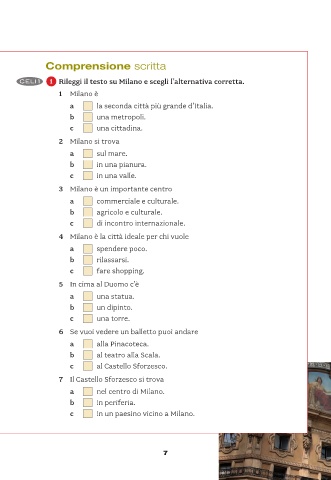 Comprensione scritta
CELI 1 1 Rileggi il testo su Milano e scegli l'alternativa corretta.
1 Milano è
a la seconda città più grande d'Italia.
b una metropoli.
c una cittadina.
2 Milano si trova
a sul mare.
b in una pianura.
c in una valle.
3 Milano è un importante centro
a commerciale e culturale.
b agricolo e culturale.
c di incontro internazionale.
4 Milano è la città ideale per chi vuole
a spendere poco.
b rilassarsi.
c fare shopping.
5 In cima al Duomo c'è
a una statua.
b un dipinto.
c una torre.
6 Se vuoi vedere un balletto puoi andare
a alla Pinacoteca.
b al teatro alla Scala.
c al Castello Sforzesco.
7 Il Castello Sforzesco si trova
a nel centro di Milano.
b in periferia.
c in un paesino vicino a Milano.
7